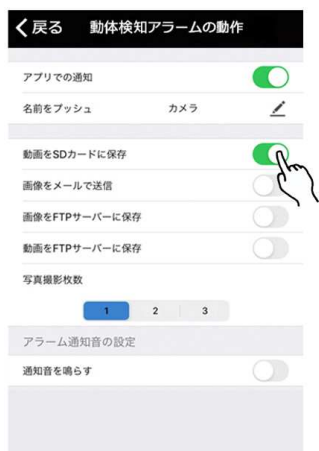 戻る 動体検知アラームの動作
アプリでの通知
名前をプッシュ カメラ
動画をSDカードに保存
画像をメールで送信
画像をFTPサーバーに保存
動画をFTPサーバーに保存
写真撮影枚数
1 2 3
アラーム通知音の設定
通知音を鳴らす